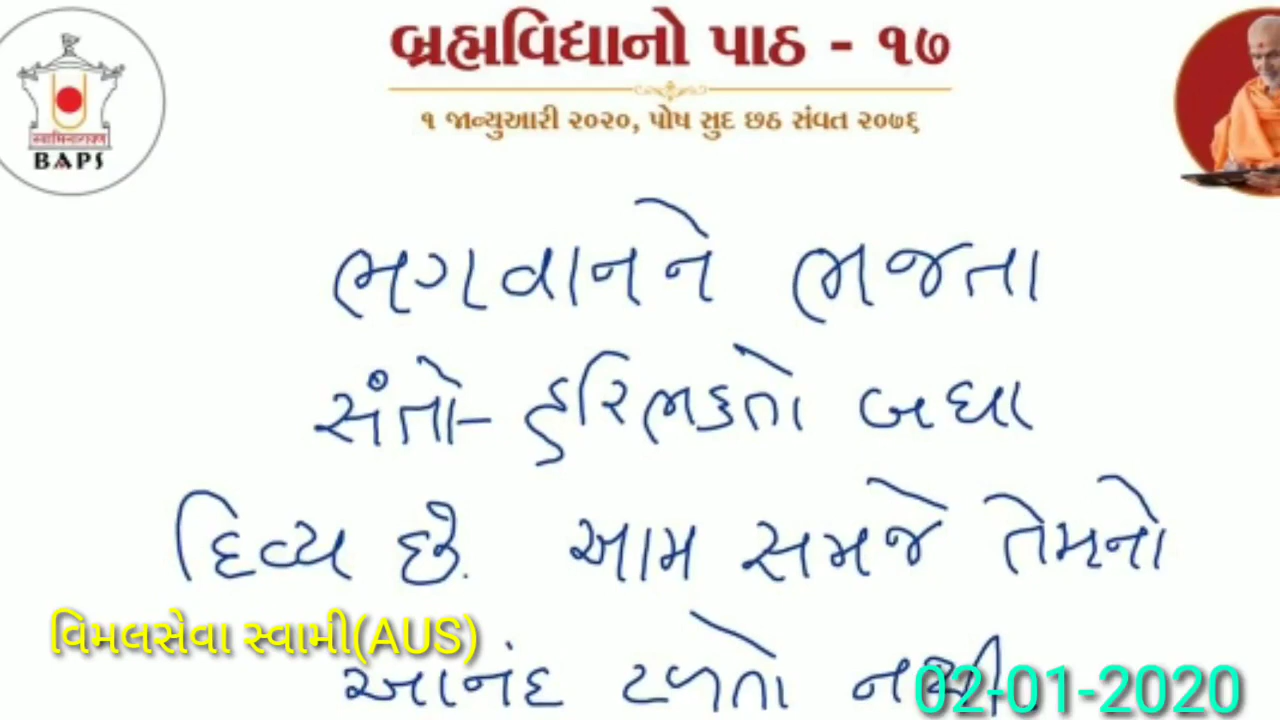 બ્રહ્મવિદ્યાનો પાઠ - ૧૭
૧ જાન્યુઆરી ૨૦૨૦, પોષ સુદ છઠ સંવત ૨૦૭૬
स्वामिनारायण
BAPS
ભગવાનને ભજતા
સંતો- હરિભક્તો બધા
દિવ્ય છે. આમ સમજે તેમનો
વિમલસેવા સ્વામી(AUS)
આનંદ ટળતો નથી
02-01-2020